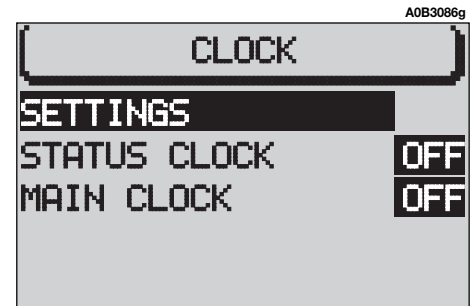 A0B3086g
CLOCK
SETTINGS
STATUS CLOCK OFF
MAIN CLOCK OFF